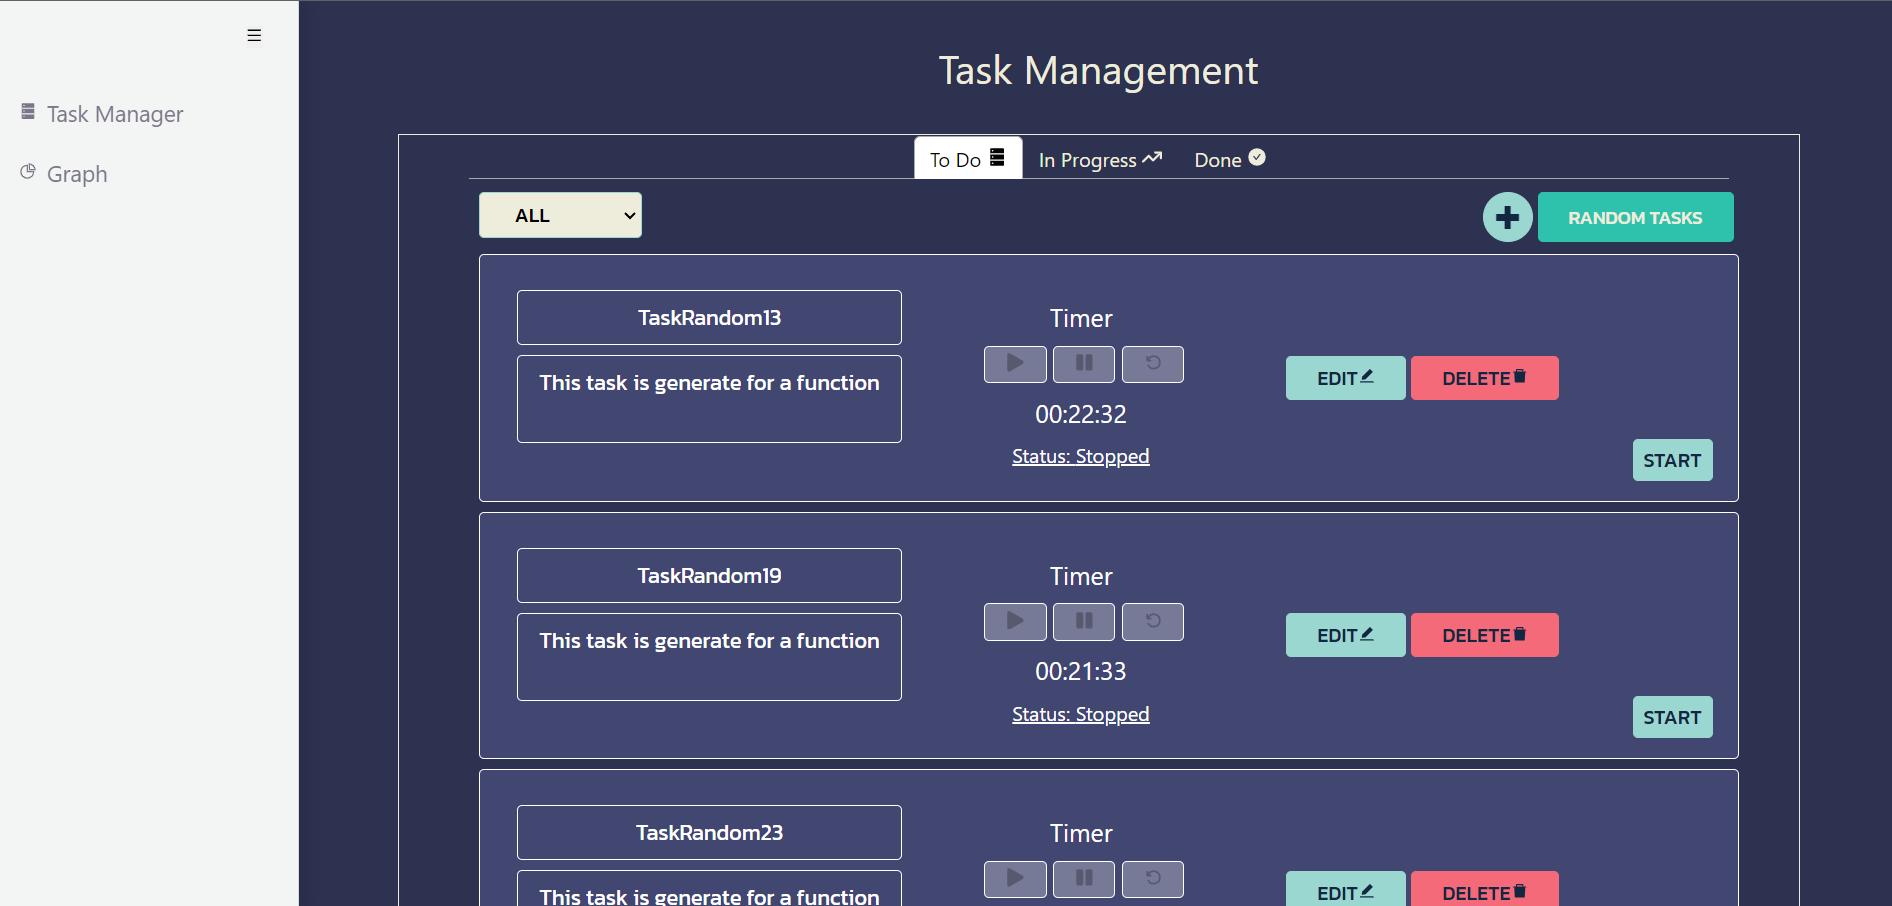 Task Manager
Graph
Task Management
To Do
In Progress
Done
ALL
RANDOM TASKS
TaskRandom13
This task is generate for a function
Timer
00:22:32
Status: Stopped
EDIT
DELETE
START
TaskRandom19
This task is generate for a function
Timer
00:21:33
Status: Stopped
EDIT
DELETE
START
TaskRandom23
This task is generate for a function
Timer
EDIT
DELETE